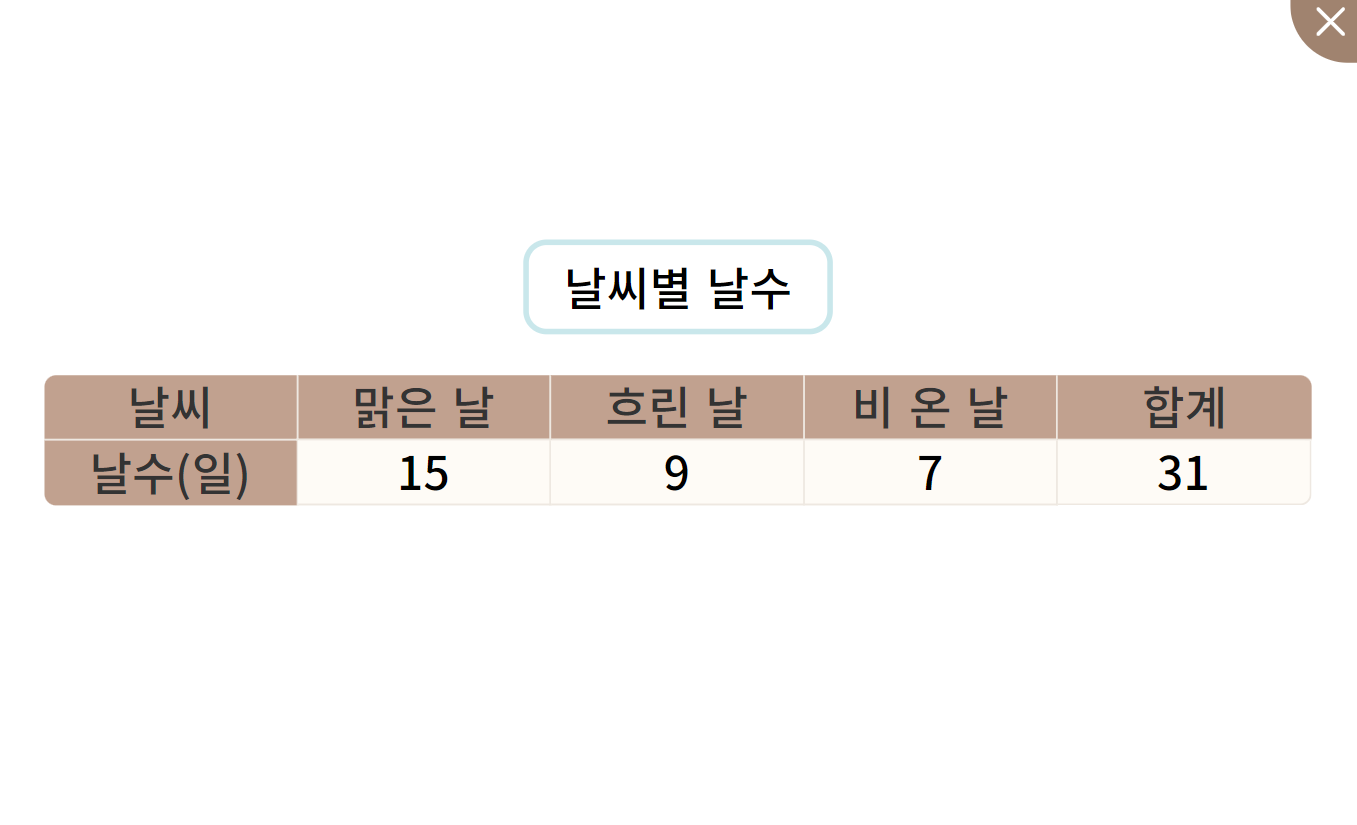 날씨별 날수
날씨 맑은 날 흐린 날 비 온 날 합계
날수(일) 15 9 7 31